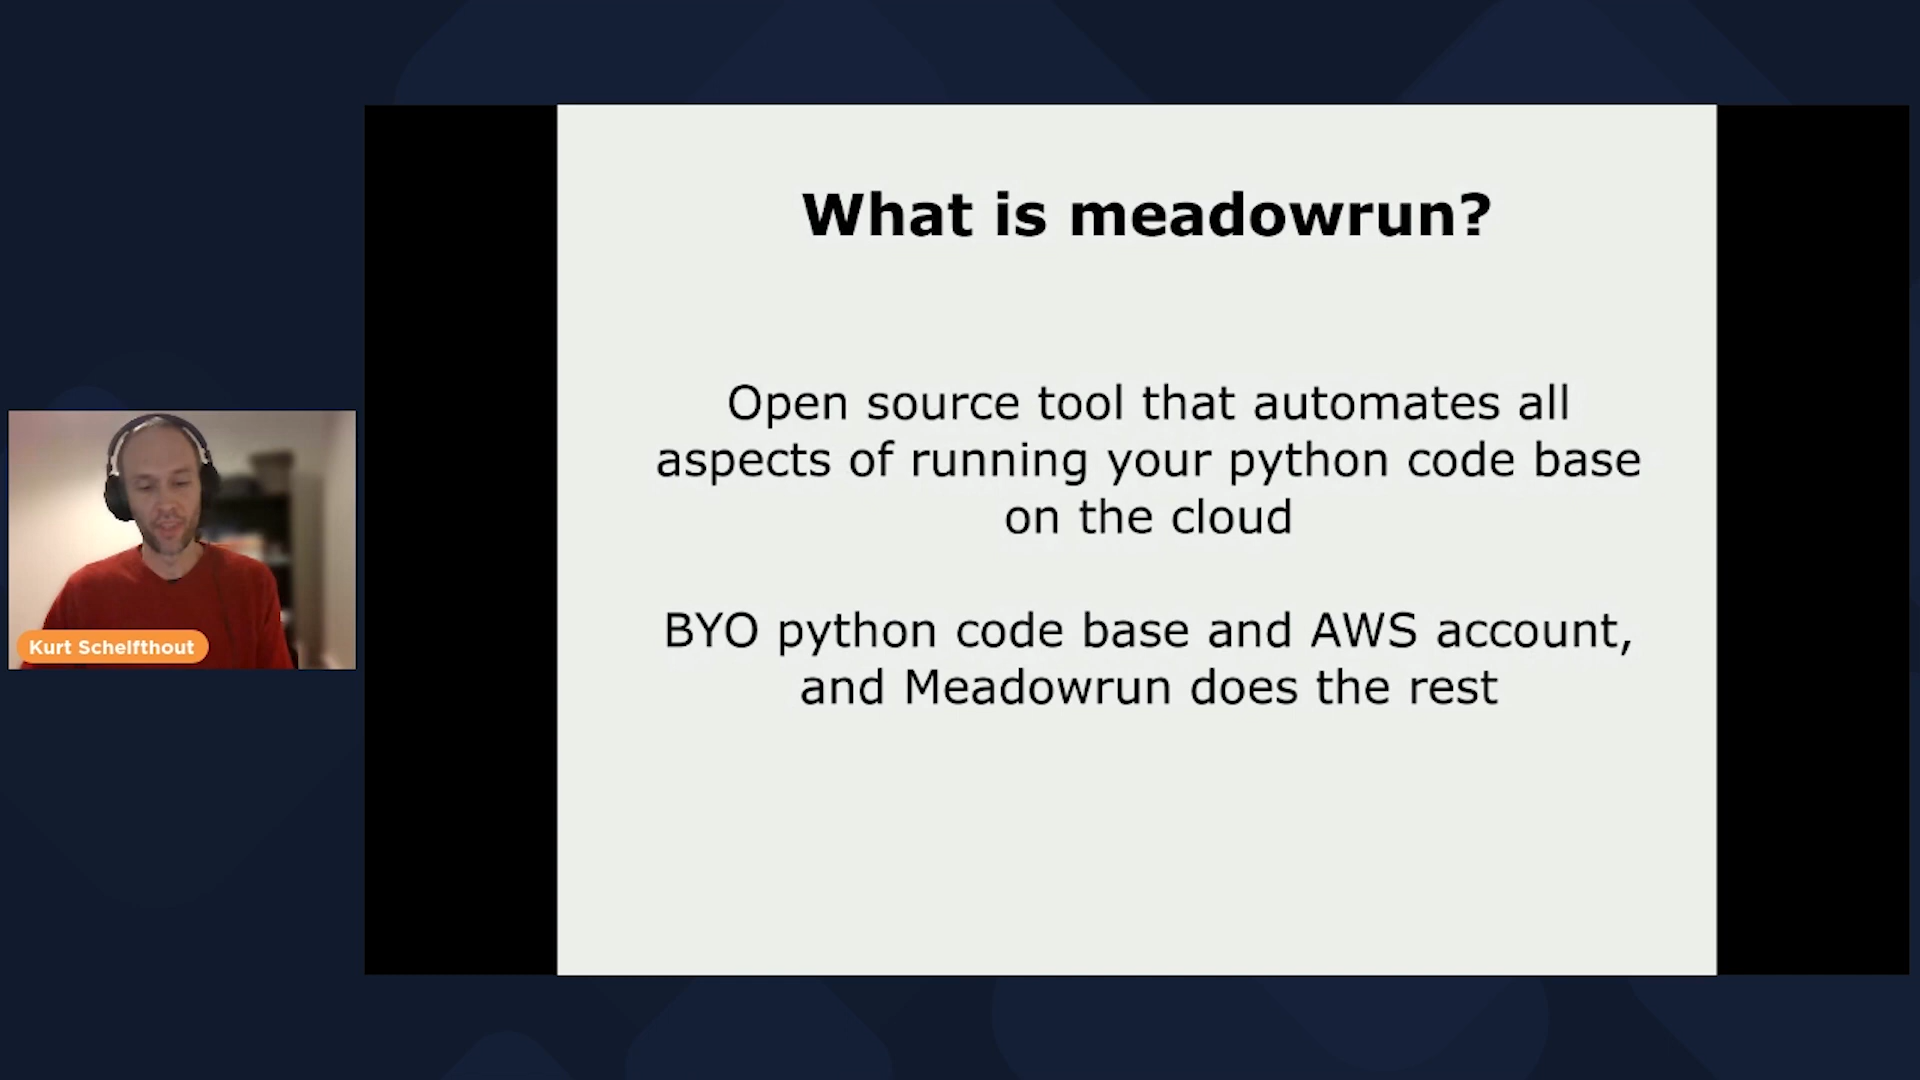 What is meadowrun?
Open source tool that automates all
aspects of running your python code base
on the cloud
BYO python code base and AWS account,
and Meadowrun does the rest
Kurt Schelfthout